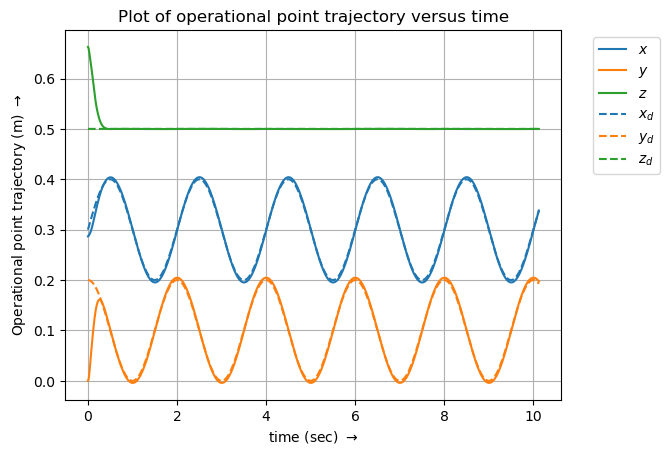 Plot of operational point trajectory versus time
Operational point trajectory (m) →
0.6
0.5
0.4
0.3
0.2
0.1
0.0
0 2 4 6 8 10
time (sec) →
x
y
z
x_d
y_d
z_d